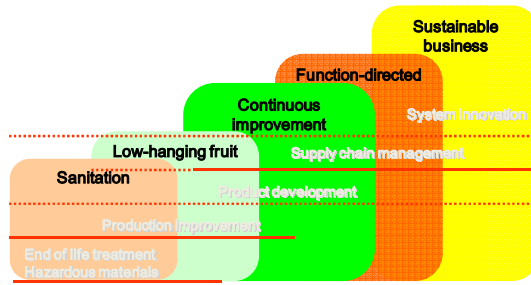 Sustainable
business
Function-directed
Continuous
improvement
System innovation
Low-hanging fruit
Supply chain management
Sanitation
Product development
Production improvement
End of life treatment
Hazardous materials